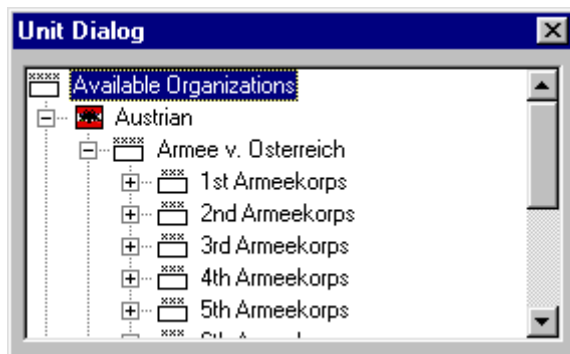 Unit Dialog
Available Organizations
Austrian
Armee v. Osterreich
1st Armeekorps
2nd Armeekorps
3rd Armeekorps
4th Armeekorps
5th Armeekorps